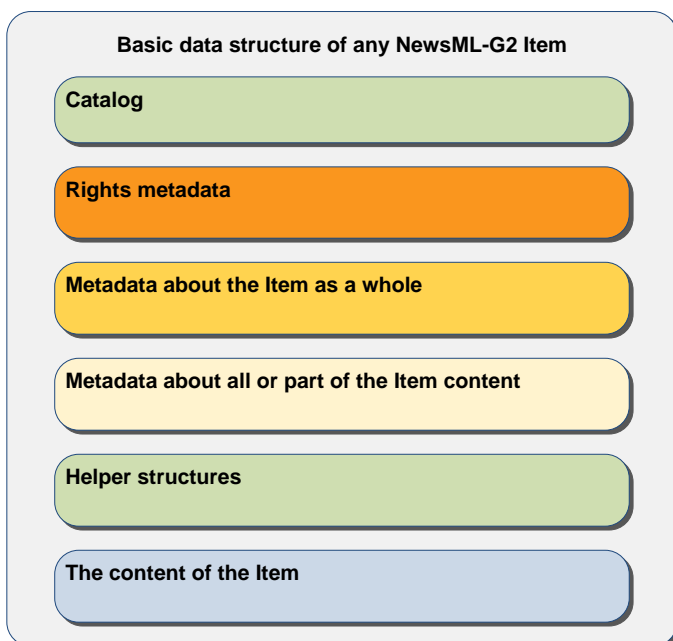 Basic data structure of any NewsML-G2 Item
Catalog
Rights metadata
Metadata about the Item as a whole
Metadata about all or part of the Item content
Helper structures
The content of the Item